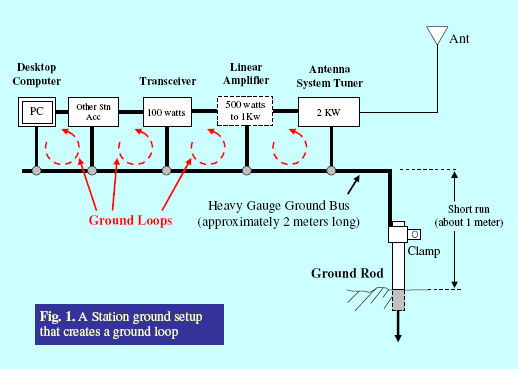 Ant
Desktop
Computer
Transceiver
Linear
Amplifier
Antenna
System Tuner
PC
Other Stn
Acc
100 watts
500 watts
to 1Kw
2 KW
Ground Loops
Heavy Gauge Ground Bus
(approximately 2 meters long)
Short run
(about 1 meter)
Clamp
Ground Rod
Fig. 1. A Station ground setup
that creates a ground loop